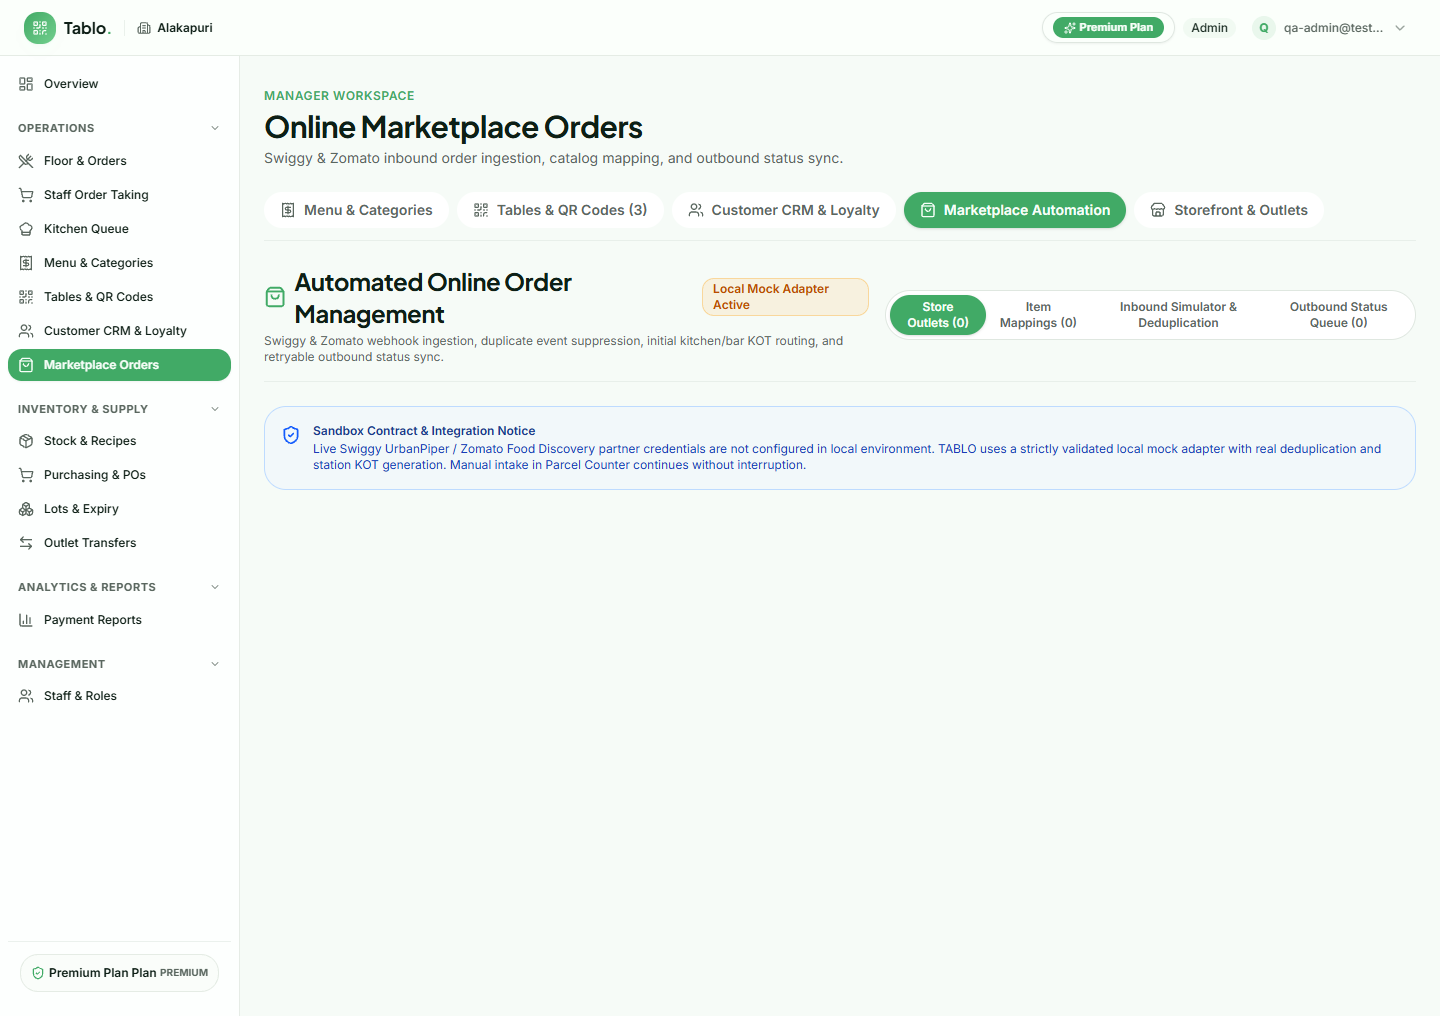 Tablo.
Alakapuri
Premium Plan
Admin
Q
qa-admin@test...
Overview
OPERATIONS
Floor & Orders
Staff Order Taking
Kitchen Queue
Menu & Categories
Tables & QR Codes
Customer CRM & Loyalty
Marketplace Orders
INVENTORY & SUPPLY
Stock & Recipes
Purchasing & POs
Lots & Expiry
Outlet Transfers
ANALYTICS & REPORTS
Payment Reports
MANAGEMENT
Staff & Roles
Premium Plan Plan PREMIUM
MANAGER WORKSPACE
Online Marketplace Orders
Swiggy & Zomato inbound order ingestion, catalog mapping, and outbound status sync.
Menu & Categories
Tables & QR Codes (3)
Customer CRM & Loyalty
Marketplace Automation
Storefront & Outlets
Automated Online Order
Management
Local Mock Adapter
Active
Swiggy & Zomato webhook ingestion, duplicate event suppression, initial kitchen/bar KOT routing, and
retryable outbound status sync.
Store
Outlets (0)
Item
Mappings (0)
Inbound Simulator &
Deduplication
Outbound Status
Queue (0)
Sandbox Contract & Integration Notice
Live Swiggy UrbanPiper / Zomato Food Discovery partner credentials are not configured in local environment. TABLO uses a strictly validated local mock adapter with real deduplication and
station KOT generation. Manual intake in Parcel Counter continues without interruption.